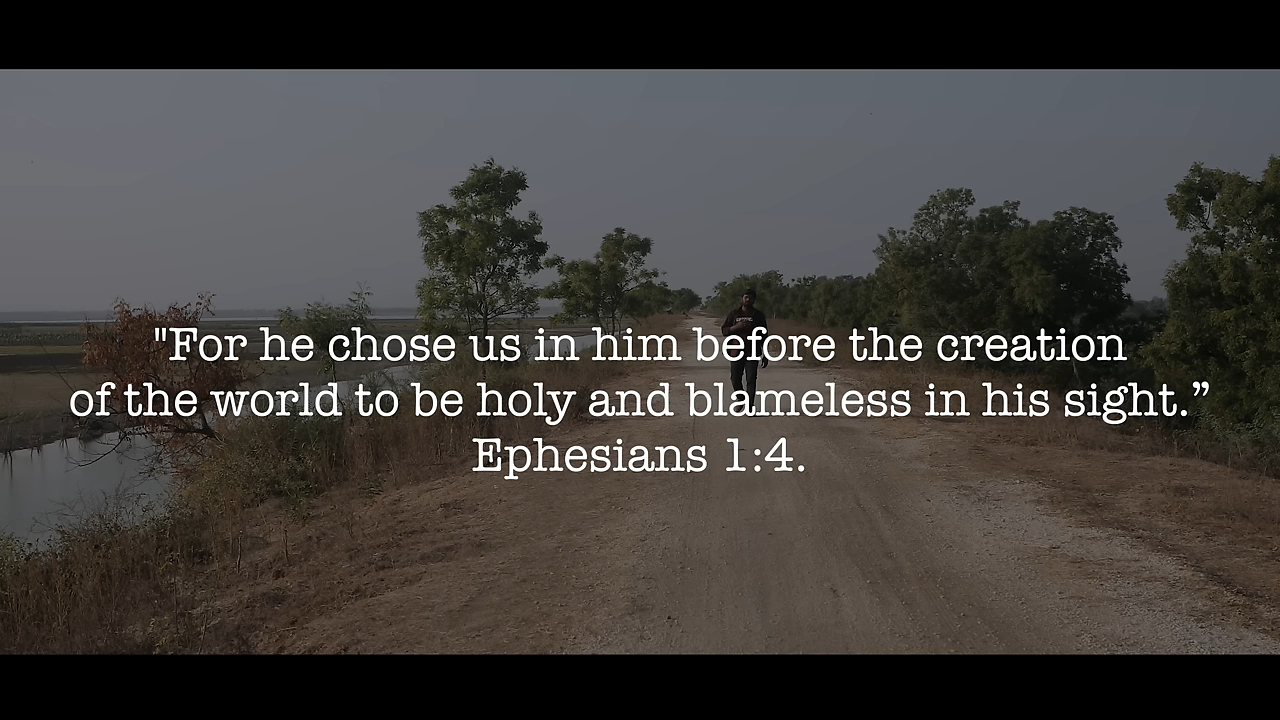 "For he chose us in him before the creation
of the world to be holy and blameless in his sight.”
Ephesians 1:4.